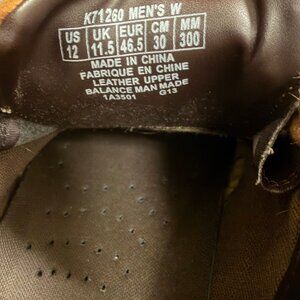 K71260 MEN'S W
US UK EUR CM MM
12 11.5 46.5 30 300
MADE IN CHINA
FABRIQUE EN CHINE
LEATHER UPPER
BALANCE MAN MADE
1A3501 G13